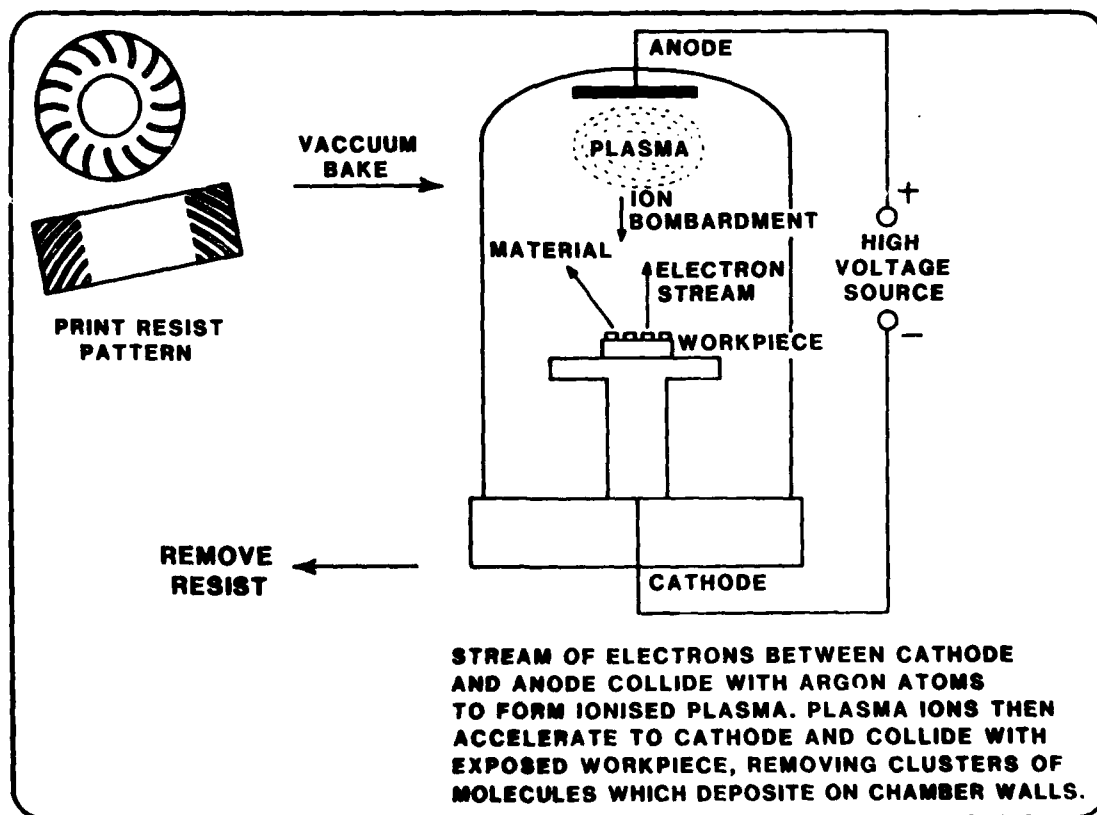 ANODE
VACCUUM
BAKE
PLASMA
ION
BOMBARDMENT
MATERIAL
ELECTRON
STREAM
+
HIGH
VOLTAGE
SOURCE
−
PRINT RESIST
PATTERN
WORKPIECE
REMOVE
RESIST
CATHODE
STREAM OF ELECTRONS BETWEEN CATHODE
AND ANODE COLLIDE WITH ARGON ATOMS
TO FORM IONISED PLASMA. PLASMA IONS THEN
ACCELERATE TO CATHODE AND COLLIDE WITH
EXPOSED WORKPIECE, REMOVING CLUSTERS OF
MOLECULES WHICH DEPOSITE ON CHAMBER WALLS.